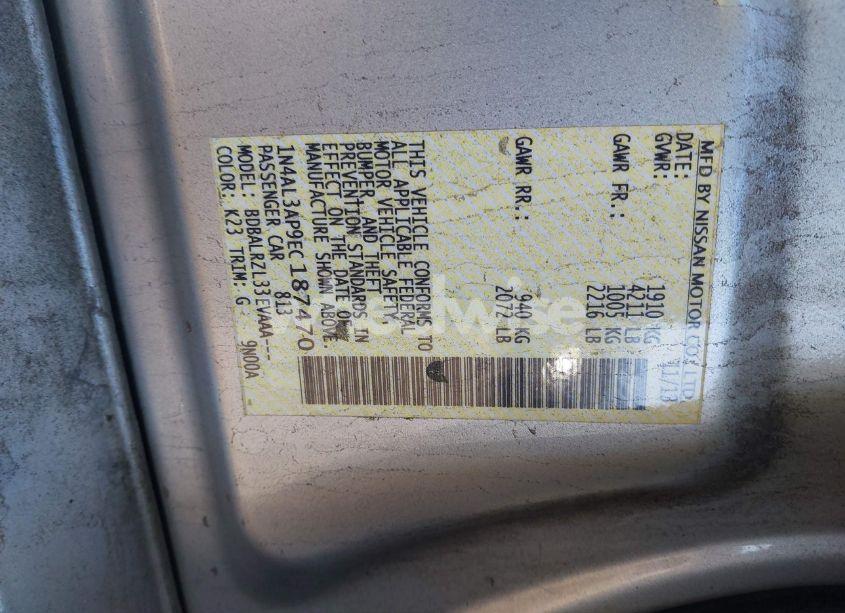 MFD BY NISSAN MOTOR CO., LTD.
DATE: 11/13
GVWR: 1910 KG
4211 LB
GAWR FR.: 1005 KG
2216 LB
GAWR RR.: 940 KG
2072 LB
THIS VEHICLE CONFORMS TO
ALL APPLICABLE FEDERAL
MOTOR VEHICLE SAFETY,
BUMPER, AND THEFT
PREVENTION STANDARDS IN
EFFECT ON THE DATE OF
MANUFACTURE SHOWN ABOVE.
1N4AL3AP9EC187470
PASSENGER CAR 813
MODEL: BDBALRZL33EVAAA---
COLOR: K23 TRIM: G 9N00A